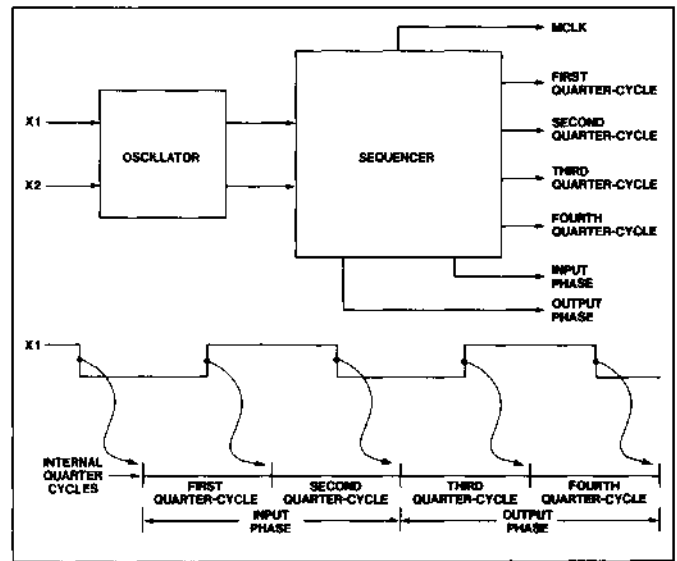 MCLK
FIRST
QUARTER-CYCLE
X1
SECOND
QUARTER-CYCLE
OSCILLATOR
SEQUENCER
THIRD
QUARTER-CYCLE
X2
FOURTH
QUARTER-CYCLE
INPUT
PHASE
OUTPUT
PHASE
X1
INTERNAL
QUARTER
CYCLES
FIRST
QUARTER-CYCLE
SECOND
QUARTER-CYCLE
THIRD
QUARTER-CYCLE
FOURTH
QUARTER-CYCLE
INPUT
PHASE
OUTPUT
PHASE